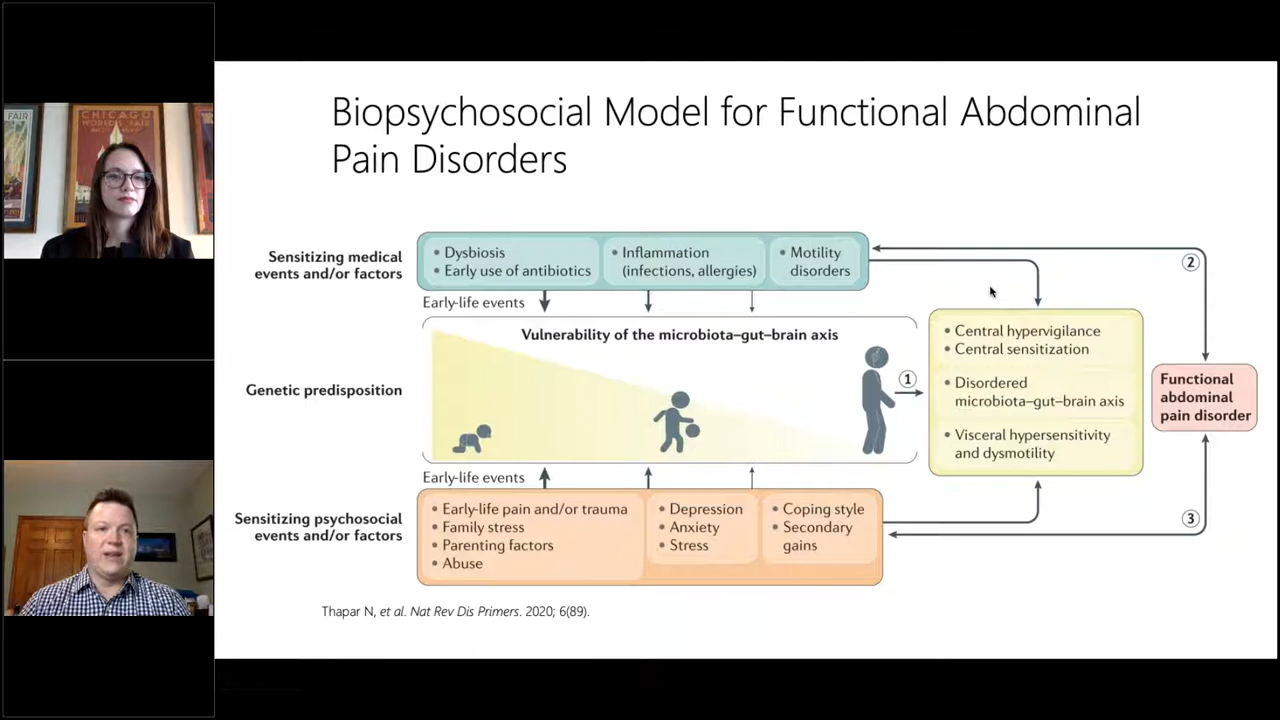 FAIR
CHICAGO
WORLD'S FAIR
Biopsychosocial Model for Functional Abdominal
Pain Disorders
Sensitizing medical
events and/or factors
• Dysbiosis
• Early use of antibiotics
• Inflammation
(infections, allergies)
• Motility
disorders
2
Early-life events
Vulnerability of the microbiota–gut–brain axis
Genetic predisposition
1
• Central hypervigilance
• Central sensitization
• Disordered
microbiota–gut–brain axis
• Visceral hypersensitivity
and dysmotility
Functional
abdominal
pain disorder
Early-life events
Sensitizing psychosocial
events and/or factors
• Early-life pain and/or trauma
• Family stress
• Parenting factors
• Abuse
• Depression
• Anxiety
• Stress
• Coping style
• Secondary
gains
3
Thapar N, et al. Nat Rev Dis Primers. 2020; 6(89).